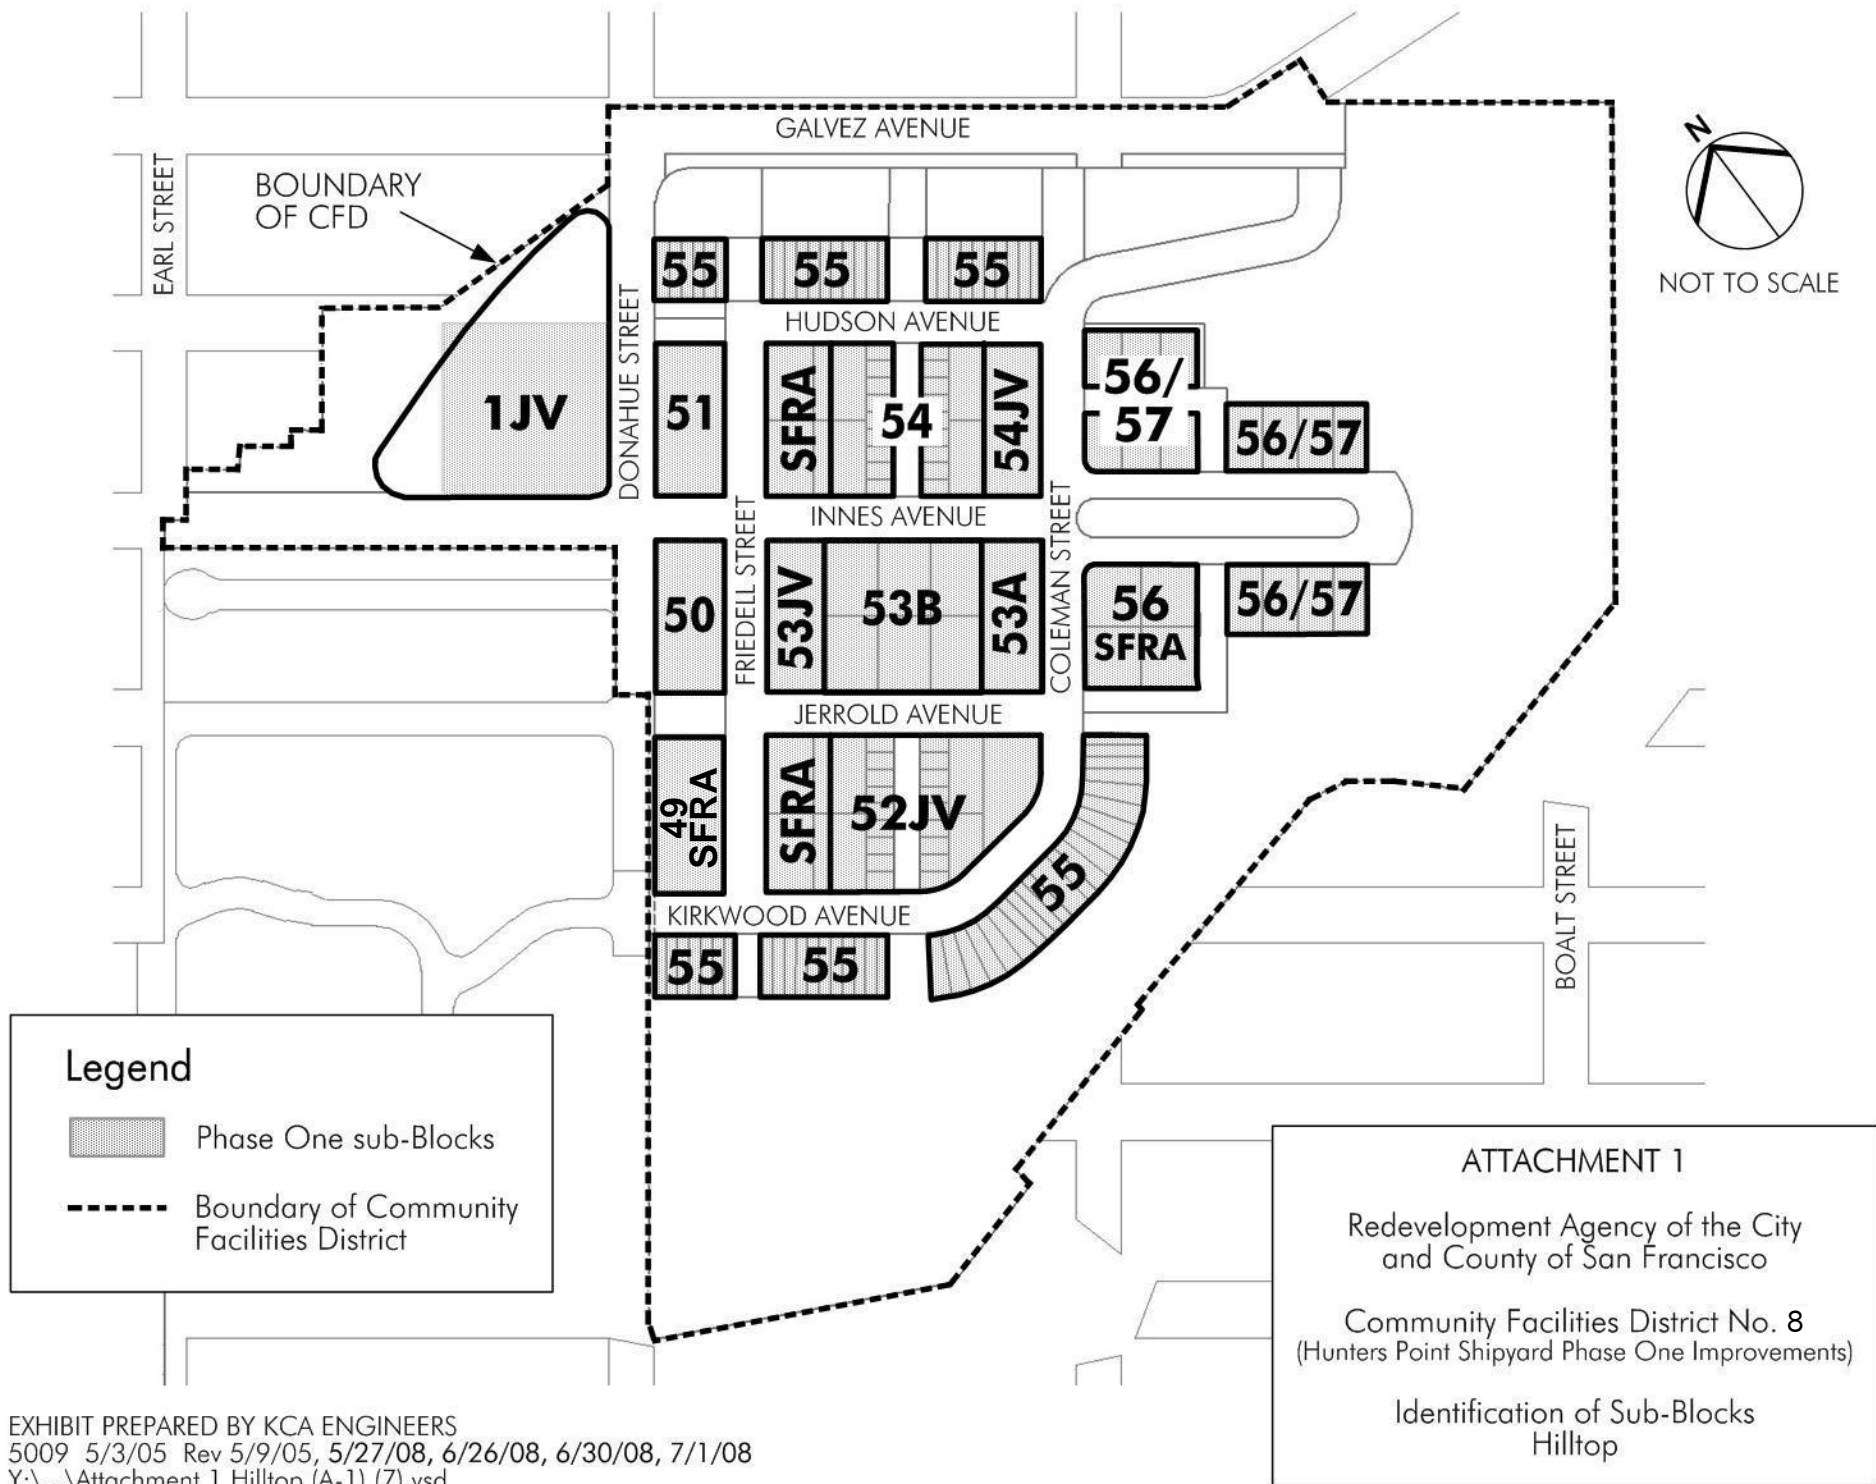 GALVEZ AVENUE
N
NOT TO SCALE
EARL STREET
BOUNDARY
OF CFD
55
55
55
DONAHUE STREET
HUDSON AVENUE
1JV
51
SFRA
54
54JV
56/
57
56/57
INNES AVENUE
FRIEDELL STREET
COLEMAN STREET
50
53JV
53B
53A
56
SFRA
56/57
JERROLD AVENUE
49
SFRA
SFRA
52JV
55
KIRKWOOD AVENUE
55
55
BOALT STREET
Legend
Phase One sub-Blocks
Boundary of Community
Facilities District
ATTACHMENT 1
Redevelopment Agency of the City
and County of San Francisco
Community Facilities District No. 8
(Hunters Point Shipyard Phase One Improvements)
Identification of Sub-Blocks
Hilltop
EXHIBIT PREPARED BY KCA ENGINEERS
5009 5/3/05 Rev 5/9/05, 5/27/08, 6/26/08, 6/30/08, 7/1/08
Y:\...\Attachment 1 Hilltop (A-1) (7).vsd